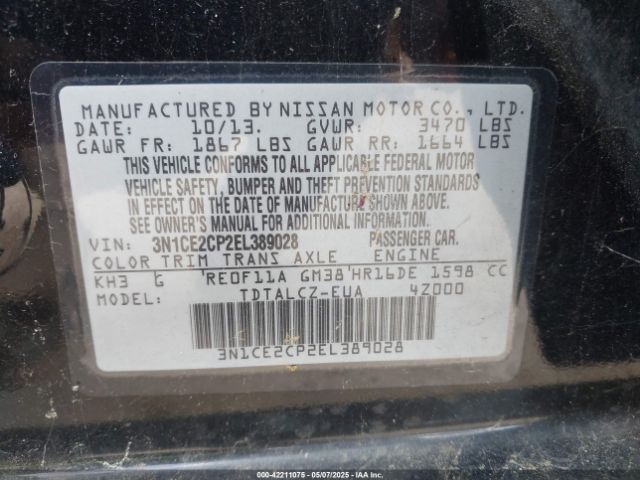 MANUFACTURED BY NISSAN MOTOR CO., LTD.
DATE: 10/13. GVWR: 3470 LBS
GAWR FR: 1867 LBS GAWR RR: 1664 LBS
THIS VEHICLE CONFORMS TO ALL APPLICABLE FEDERAL MOTOR
VEHICLE SAFETY, BUMPER AND THEFT PREVENTION STANDARDS
IN EFFECT ON THE DATE OF MANUFACTURE SHOWN ABOVE.
SEE OWNER'S MANUAL FOR ADDITIONAL INFORMATION.
VIN: 3N1CE2CP2EL389028 PASSENGER CAR.
COLOR TRIM TRANS AXLE ENGINE
KH3 G RE0F11A GM38 HR16DE 1598 CC
MODEL: TDTALCZ-EUA 4Z000
3N1CE2CP2EL389028
000-42211075 - 05/07/2025 - COPYRIGHT © IAA, LLC.